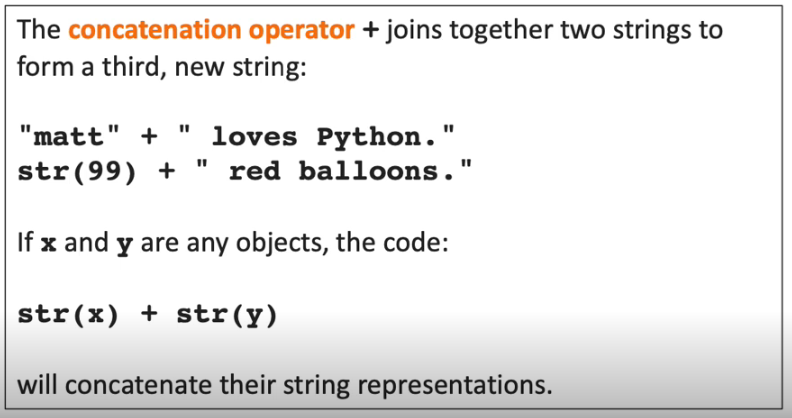 The concatenation operator + joins together two strings to
form a third, new string:
"matt" + " loves Python."
str(99) + " red balloons."
If x and y are any objects, the code:
str(x) + str(y)
will concatenate their string representations.